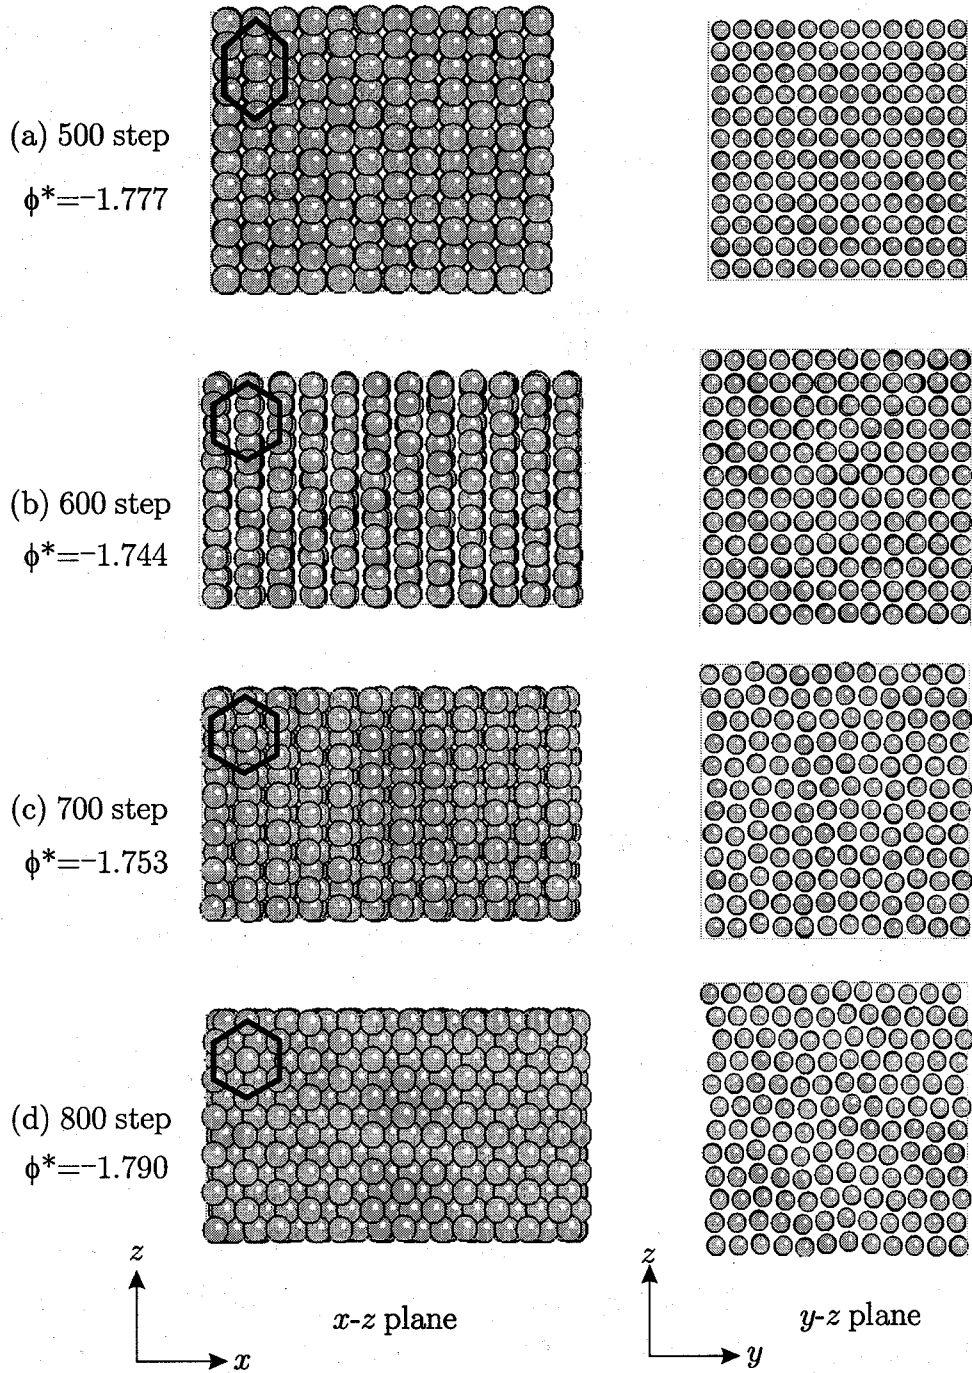 (a) 500 step
ϕ*=−1.777
(b) 600 step
ϕ*=−1.744
(c) 700 step
ϕ*=−1.753
(d) 800 step
ϕ*=−1.790
z
x
x-z plane
z
y
y-z plane